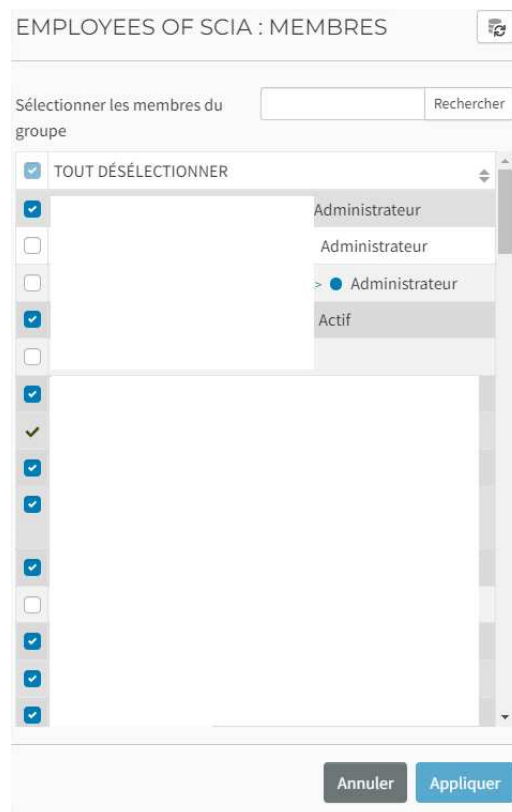 EMPLOYEES OF SCIA : MEMBRES
Sélectionner les membres du
groupe
Rechercher
TOUT DÉSÉLECTIONNER
Administrateur
Administrateur
> Administrateur
Actif
Annuler
Appliquer